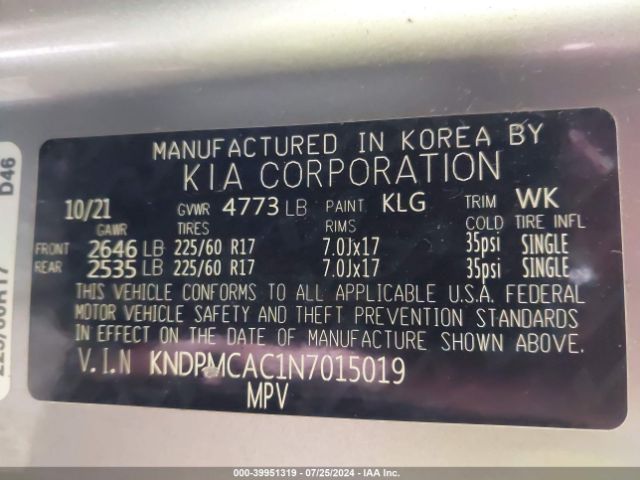 MANUFACTURED IN KOREA BY
KIA CORPORATION
10/21 GVWR 4773 LB PAINT KLG TRIM WK
GAWR TIRES RIMS COLD TIRE INFL
FRONT 2646 LB 225/60 R17 7.0Jx17 35psi SINGLE
REAR 2535 LB 225/60 R17 7.0Jx17 35psi SINGLE
THIS VEHICLE CONFORMS TO ALL APPLICABLE U.S.A. FEDERAL
MOTOR VEHICLE SAFETY AND THEFT PREVENTION STANDARDS
IN EFFECT ON THE DATE OF MANUFACTURE SHOWN ABOVE.
V.I.N KNDPMCAC1N7015019
MPV
D46
000-39951319 - 07/25/2024 - IAA Inc.